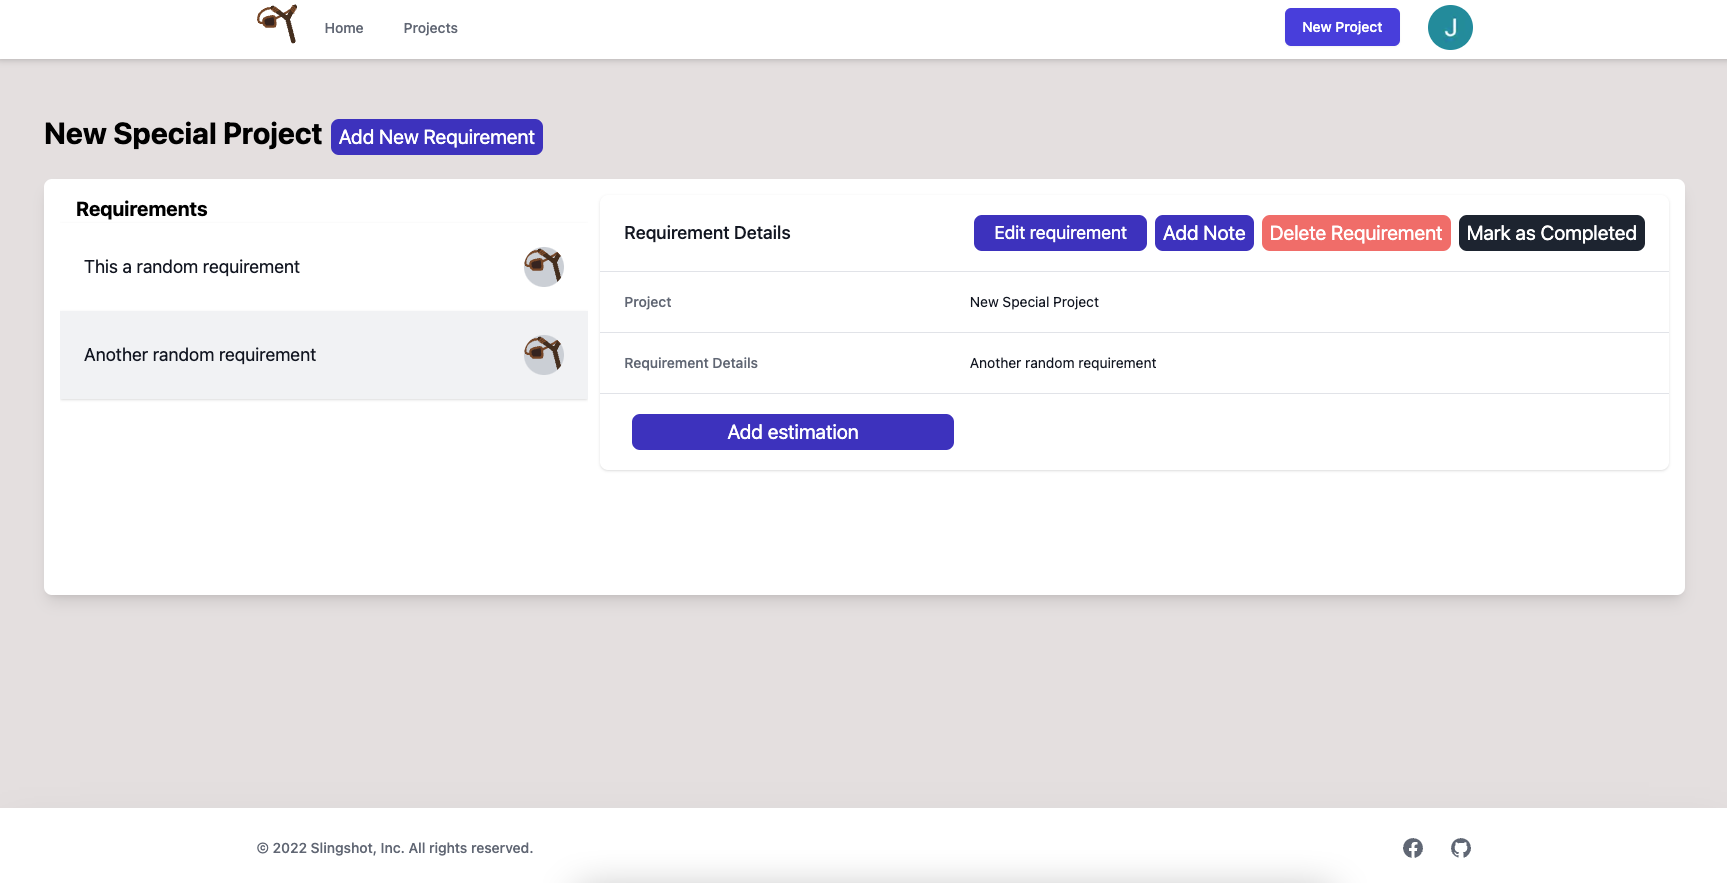 Home Projects New Project J
New Special Project Add New Requirement
Requirements
This a random requirement
Another random requirement
Requirement Details Edit requirement Add Note Delete Requirement Mark as Completed
Project New Special Project
Requirement Details Another random requirement
Add estimation
© 2022 Slingshot, Inc. All rights reserved.